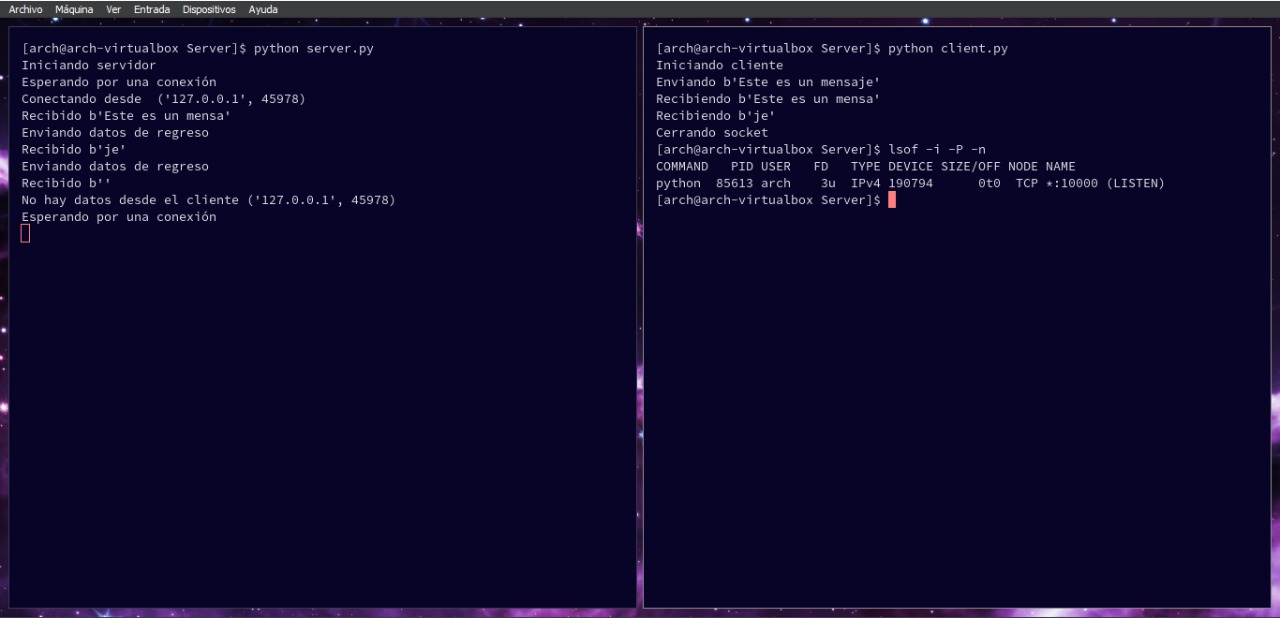 Archivo Máquina Ver Entrada Dispositivos Ayuda
[arch@arch-virtualbox Server]$ python server.py
Iniciando servidor
Esperando por una conexión
Conectando desde  ('127.0.0.1', 45978)
Recibido b'Este es un mensa'
Enviando datos de regreso
Recibido b'je'
Enviando datos de regreso
Recibido b''
No hay datos desde el cliente ('127.0.0.1', 45978)
Esperando por una conexión
[arch@arch-virtualbox Server]$ python client.py
Iniciando cliente
Enviando b'Este es un mensaje'
Recibiendo b'Este es un mensa'
Recibiendo b'je'
Cerrando socket
[arch@arch-virtualbox Server]$ lsof -i -P -n
COMMAND   PID USER   FD   TYPE DEVICE SIZE/OFF NODE NAME
python  85613 arch    3u  IPv4 190794      0t0  TCP *:10000 (LISTEN)
[arch@arch-virtualbox Server]$